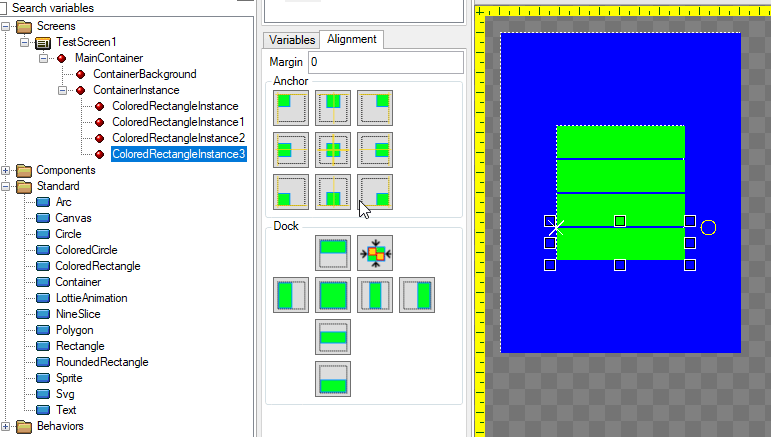 Search variables
Screens
TestScreen1
MainContainer
ContainerBackground
ContainerInstance
ColoredRectangleInstance
ColoredRectangleInstance1
ColoredRectangleInstance2
ColoredRectangleInstance3
Components
Standard
Arc
Canvas
Circle
ColoredCircle
ColoredRectangle
Container
LottieAnimation
NineSlice
Polygon
Rectangle
RoundedRectangle
Sprite
Svg
Text
Behaviors
Variables Alignment
Margin 0
Anchor
Dock